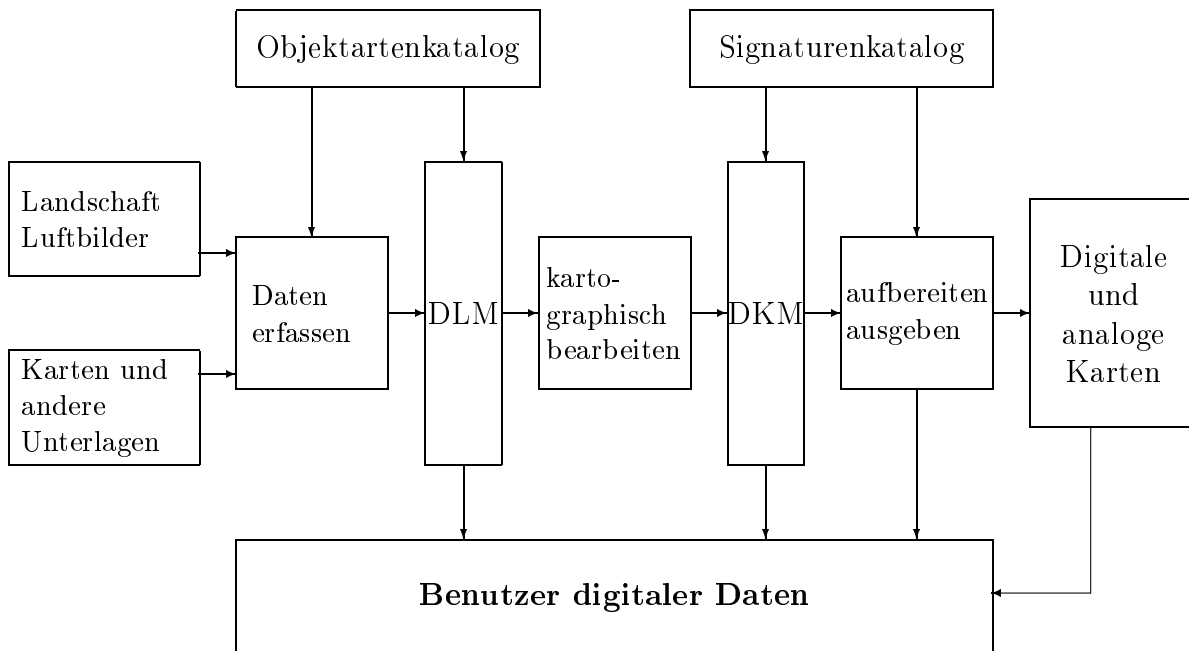 Objektartenkatalog
Signaturenkatalog
Landschaft
Luftbilder
Karten und
andere
Unterlagen
Daten
erfassen
DLM
karto-
graphisch
bearbeiten
DKM
aufbereiten
ausgeben
Digitale
und
analoge
Karten
Benutzer digitaler Daten